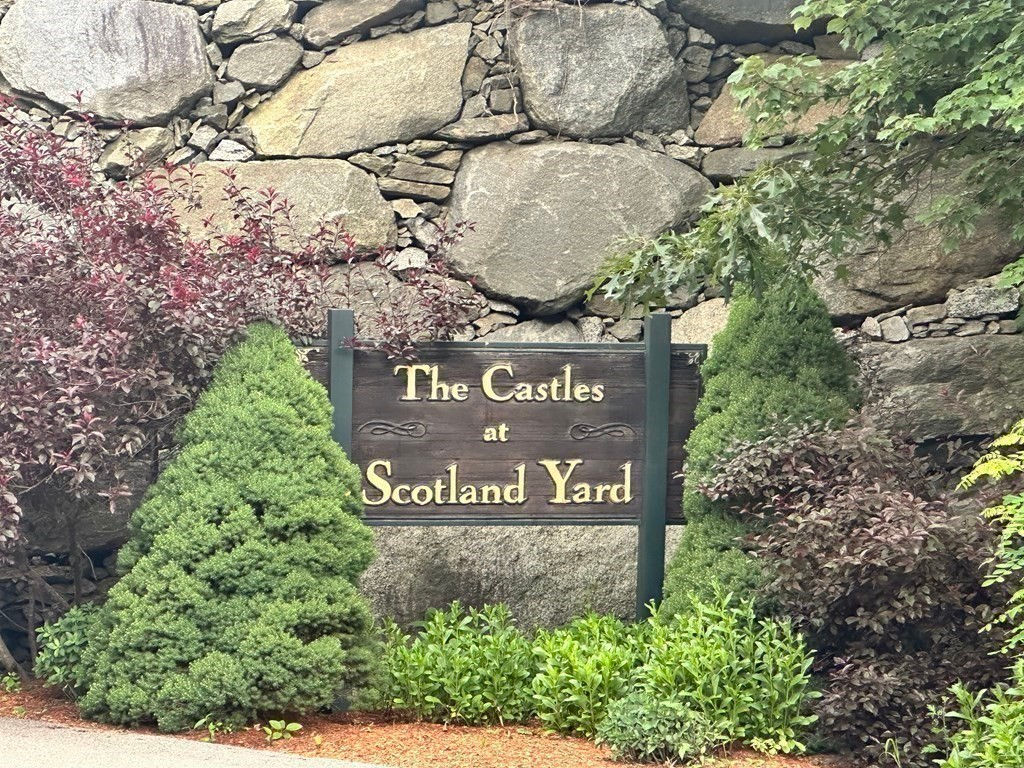 The Castles
at
Scotland Yard